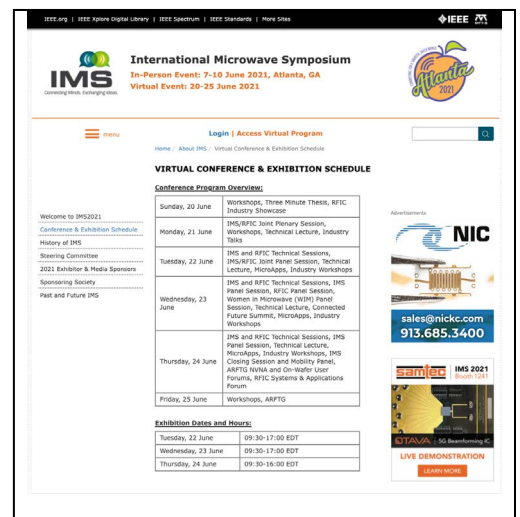 IEEE.org | IEEE Xplore Digital Library | IEEE Spectrum | IEEE Standards | More Sites
IEEE
IMS
Connecting Minds. Exchanging Ideas.
International Microwave Symposium
In-Person Event: 7-10 June 2021, Atlanta, GA
Virtual Event: 20-25 June 2021
Atlanta
2021
menu
Login | Access Virtual Program
Home / About IMS / Virtual Conference & Exhibition Schedule
VIRTUAL CONFERENCE & EXHIBITION SCHEDULE
Welcome to IMS2021
Conference & Exhibition Schedule
History of IMS
Steering Committee
2021 Exhibitor & Media Sponsors
Sponsoring Society
Past and Future IMS
Conference Program Overview:
Sunday, 20 June
Workshops, Three Minute Thesis, RFIC
Industry Showcase
Monday, 21 June
IMS/RFIC Joint Plenary Session,
Workshops, Technical Lecture, Industry
Talks
Tuesday, 22 June
IMS and RFIC Technical Sessions,
IMS/RFIC Joint Panel Session, Technical
Lecture, MicroApps, Industry Workshops
Wednesday, 23
June
IMS and RFIC Technical Sessions, IMS
Panel Session, RFIC Panel Session,
Women in Microwave (WIM) Panel
Session, Technical Lecture, Connected
Future Summit, MicroApps, Industry
Workshops
Thursday, 24 June
IMS and RFIC Technical Sessions, IMS
Panel Session, Technical Lecture,
MicroApps, Industry Workshops, IMS
Closing Session and Mobility Panel,
ARFTG NVNA and On-Wafer User
Forums, RFIC Systems & Applications
Forum
Friday, 25 June
Workshops, ARFTG
Exhibition Dates and Hours:
Tuesday, 22 June
09:30-17:00 EDT
Wednesday, 23 June
09:30-17:00 EDT
Thursday, 24 June
09:30-16:00 EDT
Advertisements
NIC
sales@nickc.com
913.685.3400
samtec
IMS 2021
Booth 1241
OTAVA
5G Beamforming IC
LIVE DEMONSTRATION
LEARN MORE